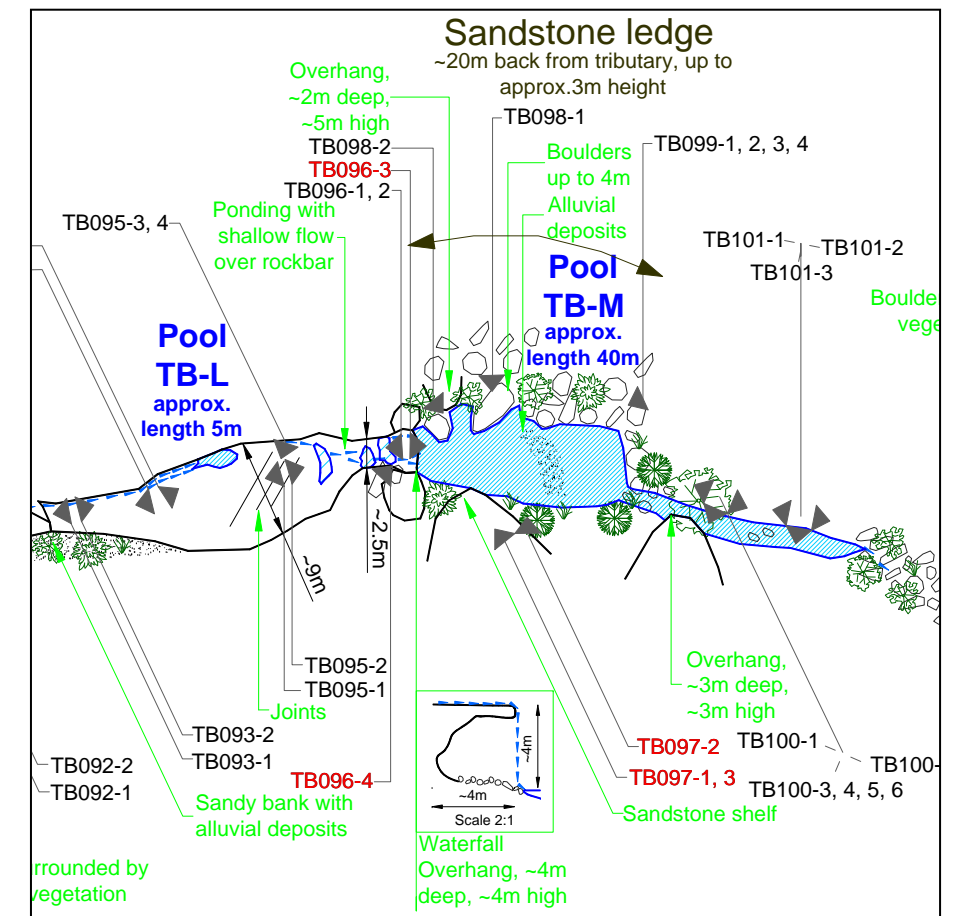 Sandstone ledge
~20m back from tributary, up to
approx.3m height
Overhang,
~2m deep,
~5m high
TB098-1
TB098-2
TB096-3
TB096-1, 2
TB099-1, 2, 3, 4
Boulders
up to 4m
Alluvial
deposits
TB095-3, 4
Ponding with
shallow flow
over rockbar
TB101-1
TB101-2
TB101-3
Pool
TB-M
approx.
length 40m
Boulde
vege
Pool
TB-L
approx.
length 5m
~2.5m
~9m
TB095-2
TB095-1
Joints
TB093-2
TB093-1
TB092-2
TB092-1
TB096-4
Sandy bank with
alluvial deposits
~4m
~4m
Scale 2:1
Overhang,
~3m deep,
~3m high
TB097-2
TB097-1, 3
Sandstone shelf
TB100-1
TB100-
TB100-3, 4, 5, 6
Waterfall
Overhang, ~4m
deep, ~4m high
rrounded by
vegetation